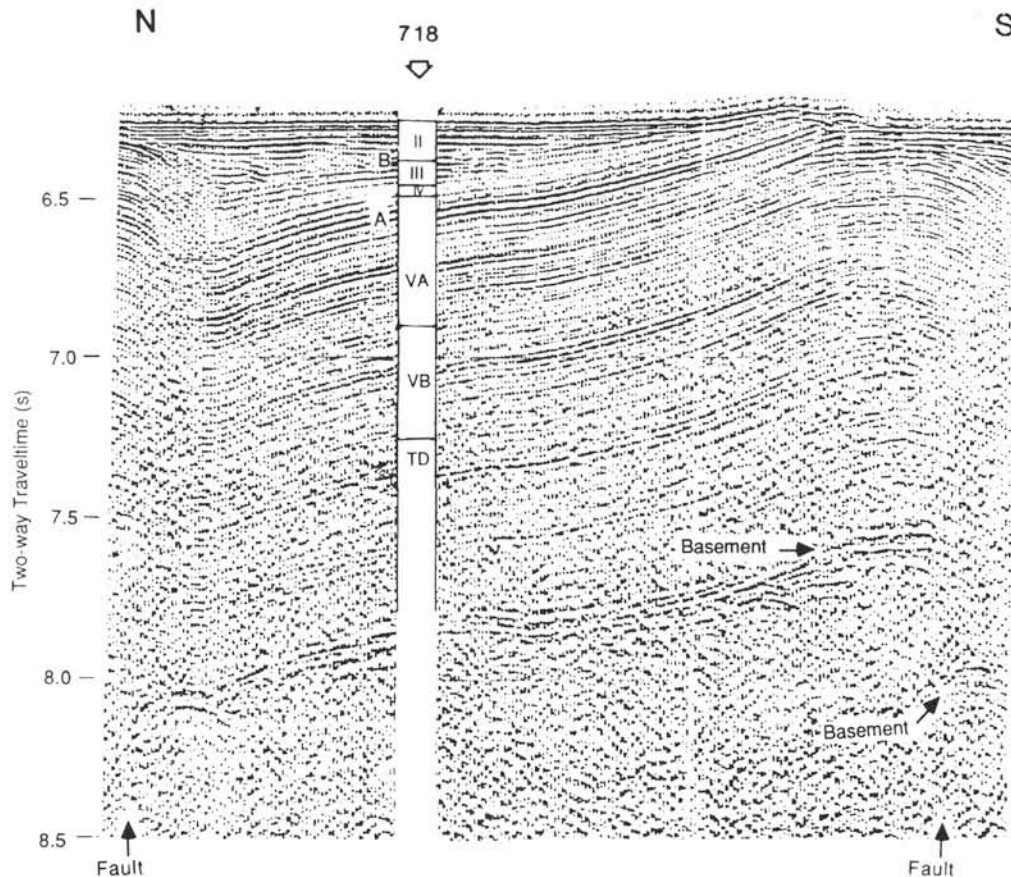 N
S
718
II
B
III
IV
6.5
A
VA
7.0
VB
TD
Two-way Traveltime (s)
7.5
Basement
8.0
Basement
8.5
Fault
Fault